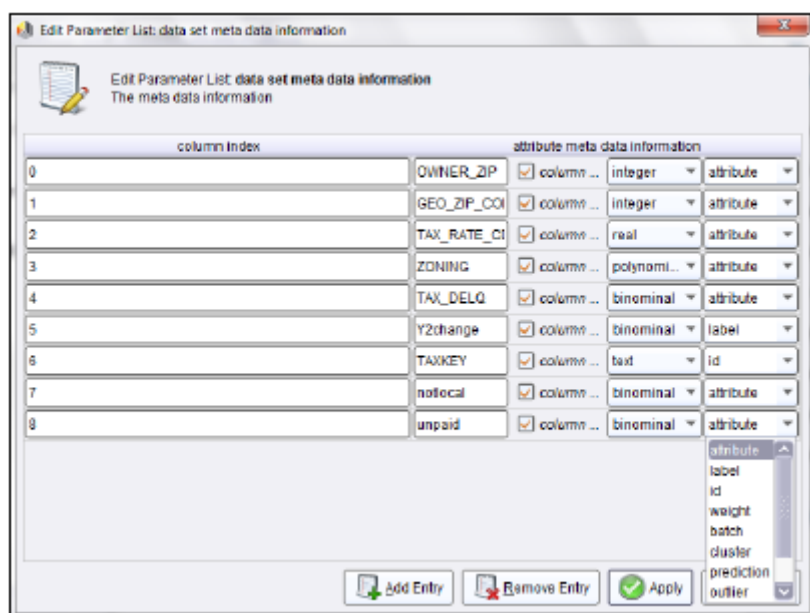 Edit Parameter List: data set meta data information
Edit Parameter List: data set meta data information
The meta data information
column index attribute meta data information
0 OWNER_ZIP column ... integer attribute
1 GEO_ZIP_CO column ... integer attribute
2 TAX_RATE_C column ... real attribute
3 ZONING column ... polynomi... attribute
4 TAX_DELQ column ... binominal attribute
5 Y2change column ... binominal label
6 TAXKEY column ... text id
7 notlocal column ... binominal attribute
8 unpaid column ... binominal attribute
attribute
label
id
weight
batch
cluster
prediction
outlier
Add Entry Remove Entry Apply